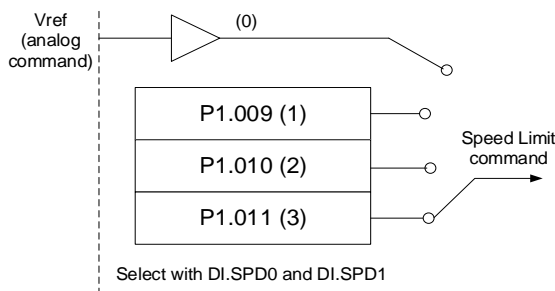 Vref
(analog
command)
(0)
P1.009 (1)
P1.010 (2)
P1.011 (3)
Speed Limit
command
Select with DI.SPD0 and DI.SPD1